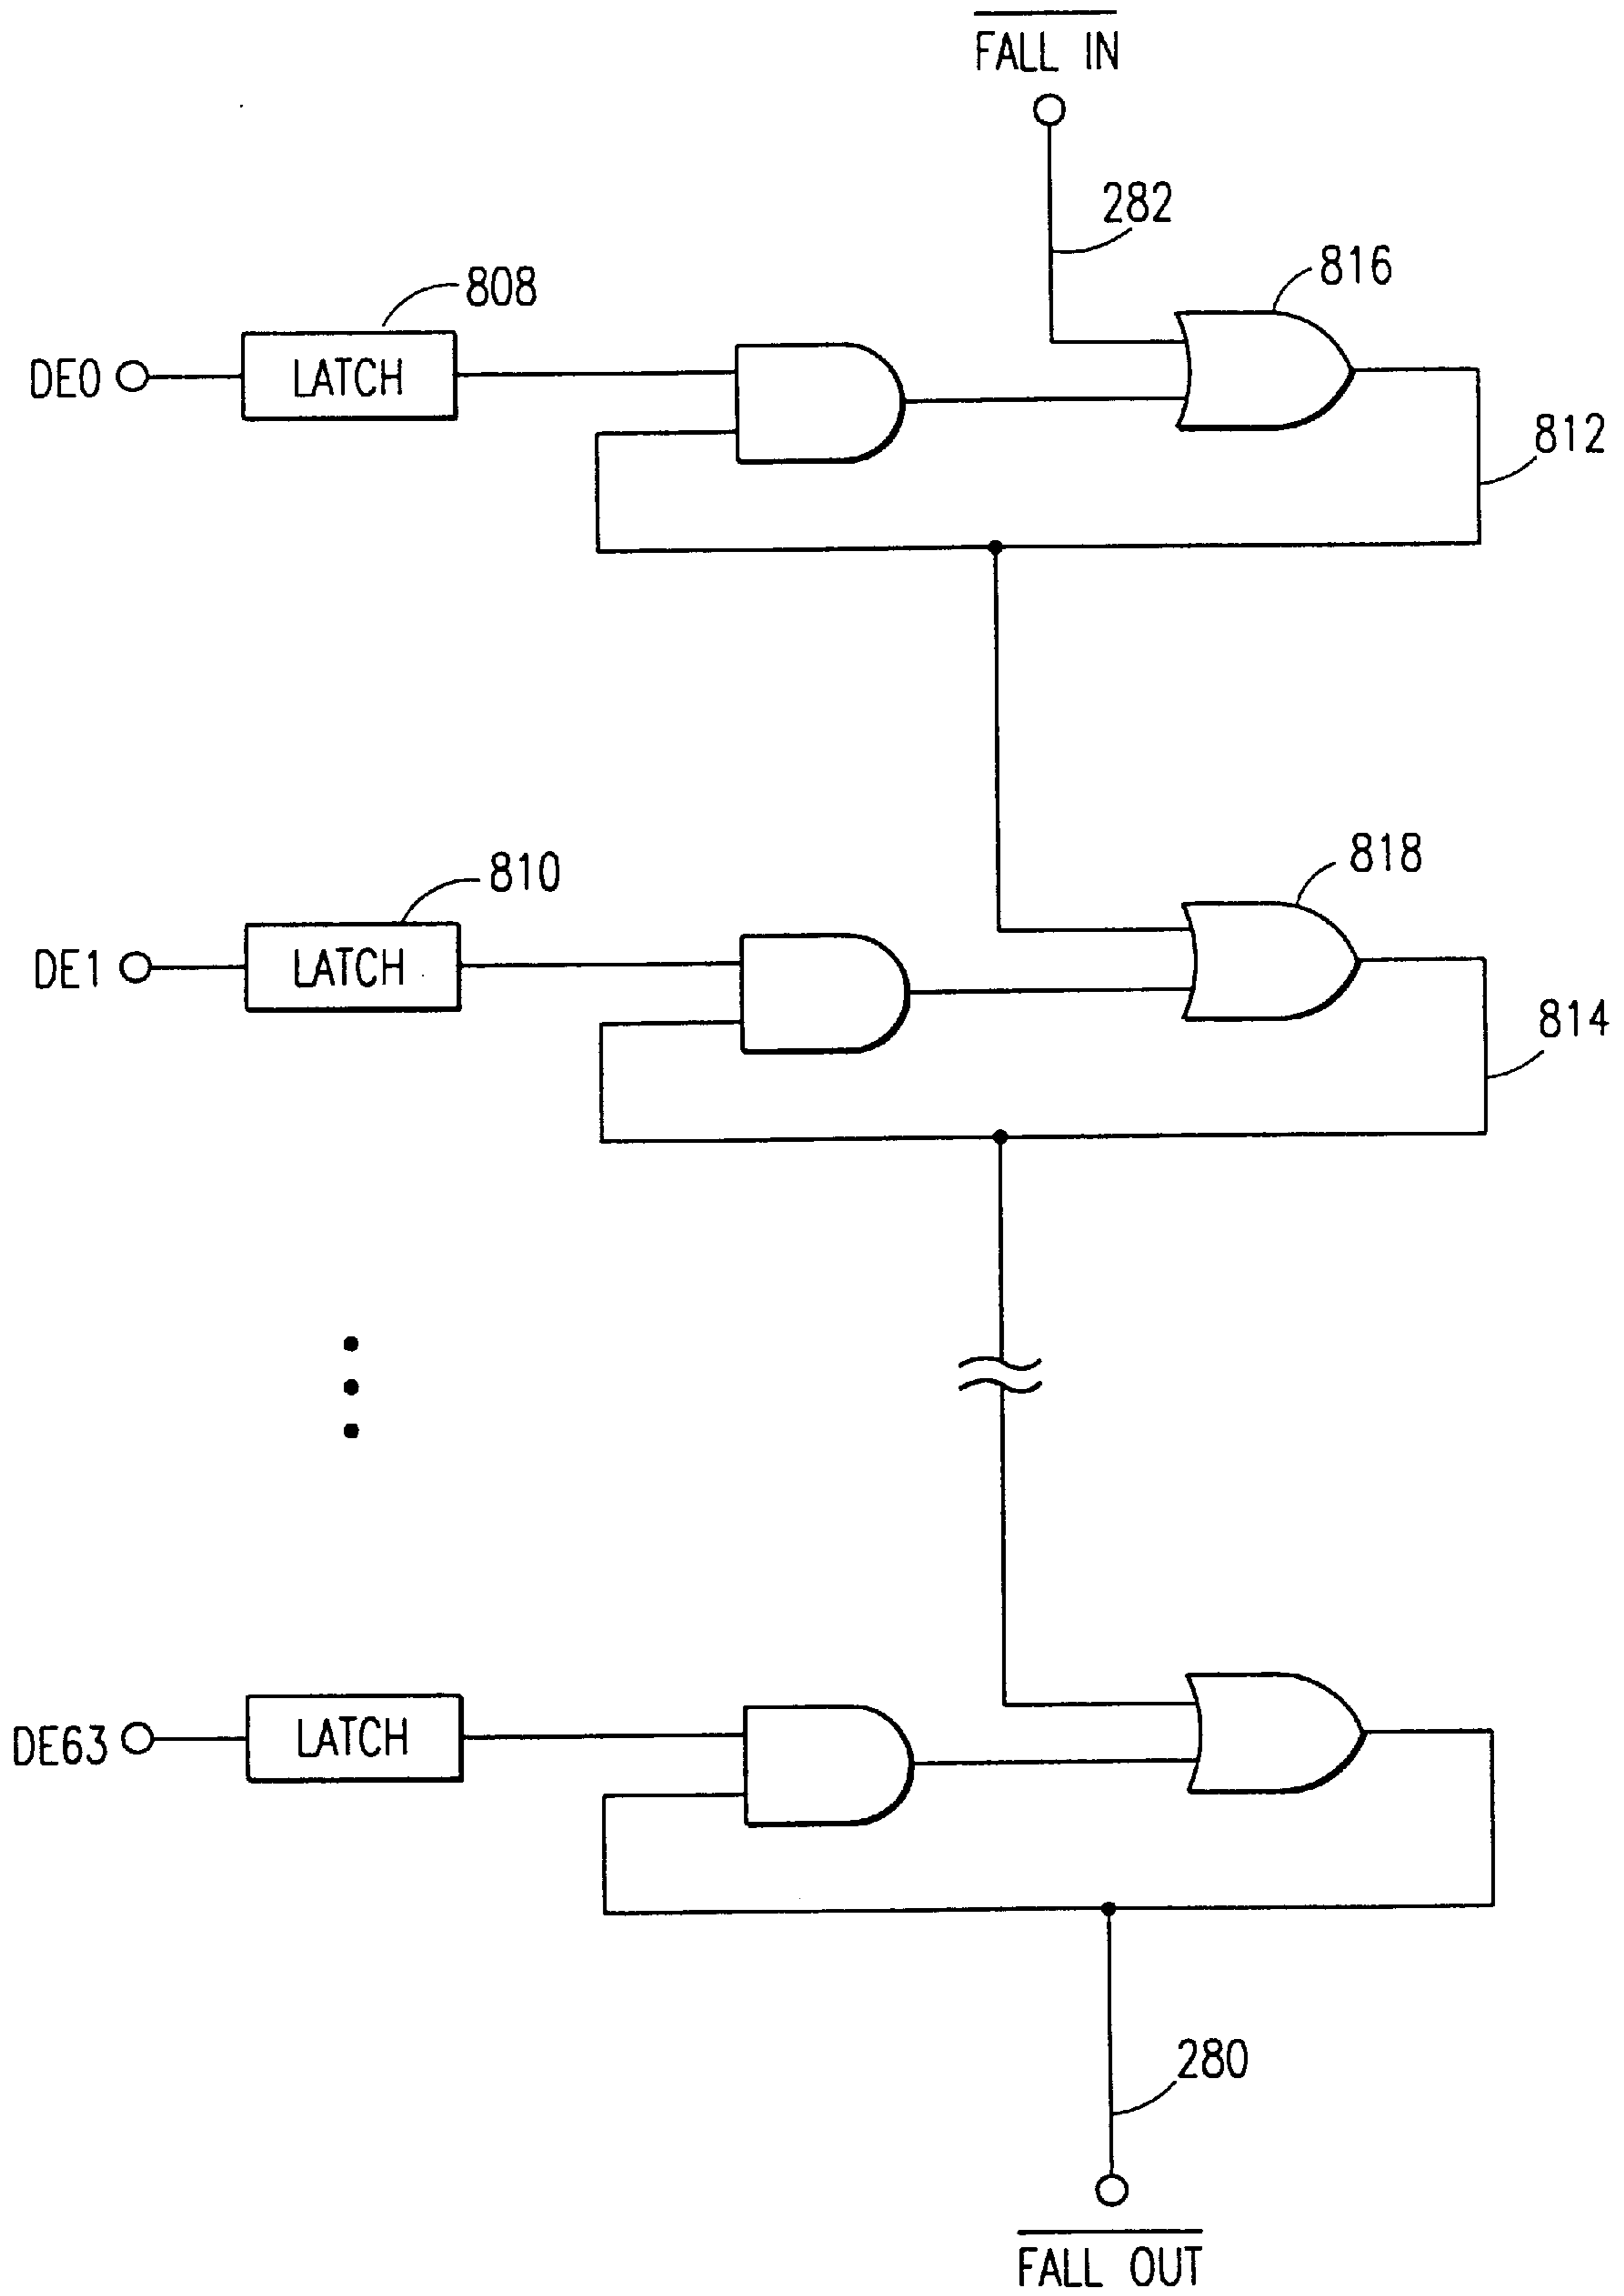 FALL IN
282
816
808
DE0
LATCH
812
818
810
DE1
LATCH
814
DE63
LATCH
280
FALL OUT